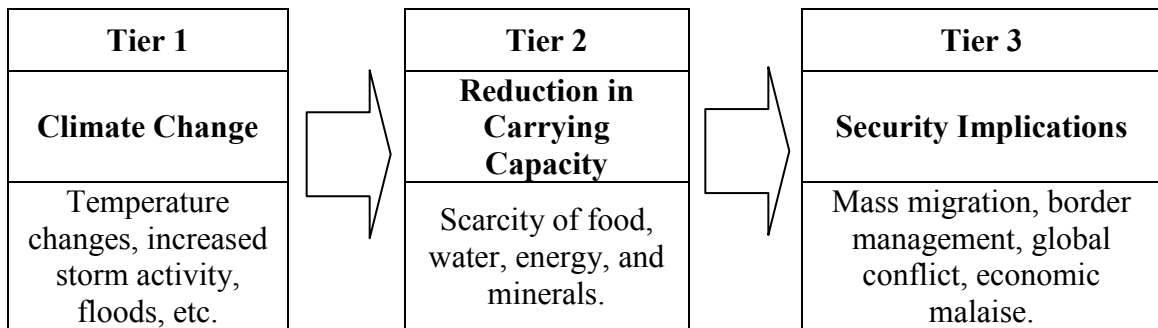 Tier 1
Climate Change
Temperature
changes, increased
storm activity,
floods, etc.
Tier 2
Reduction in
Carrying
Capacity
Scarcity of food,
water, energy, and
minerals.
Tier 3
Security Implications
Mass migration, border
management, global
conflict, economic
malaise.